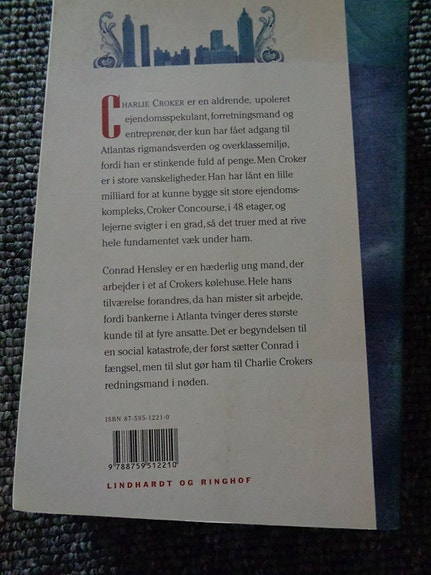 CHARLIE CROKER er en aldrende, upoleret
ejendomsspekulant, forretningsmand og
entreprenør, der kun har fået adgang til
Atlantas rigmandsverden og overklassemiljø,
fordi han er stinkende fuld af penge. Men Croker
er i store vanskeligheder. Han har lånt en lille
milliard for at kunne bygge sit store ejendoms-
kompleks, Croker Concourse, i 48 etager, og
lejerne svigter i en grad, så det truer med at rive
hele fundamentet væk under ham.
Conrad Hensley er en hæderlig ung mand, der
arbejder i et af Crokers kølehuse. Hele hans
tilværelse forandres, da han mister sit arbejde,
fordi bankerne i Atlanta tvinger deres største
kunde til at fyre ansatte. Det er begyndelsen til
en social katastrofe, der først sætter Conrad i
fængsel, men til slut gør ham til Charlie Crokers
redningsmand i nøden.
ISBN 87-595-1221-0
9 788759 512210
LINDHARDT OG RINGHOF